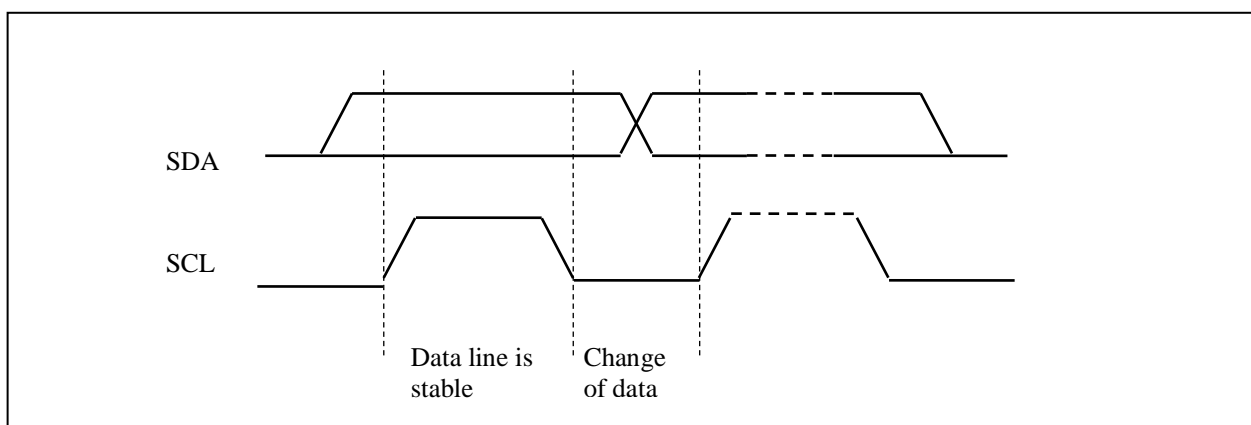 SDA
SCL
Data line is
stable
Change
of data